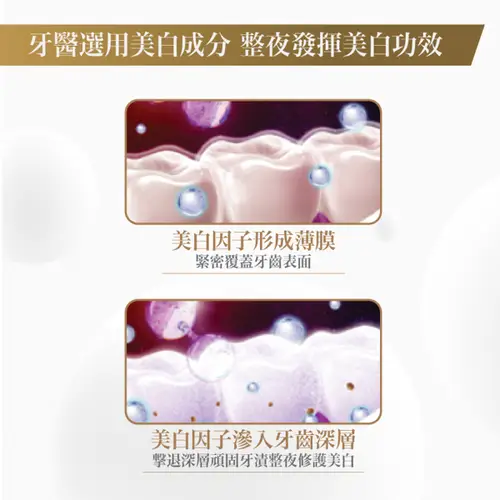 牙醫選用美白成分 整夜發揮美白功效
美白因子形成薄膜
緊密覆蓋牙齒表面
美白因子滲入牙齒深層
擊退深層頑固牙漬整夜修護美白